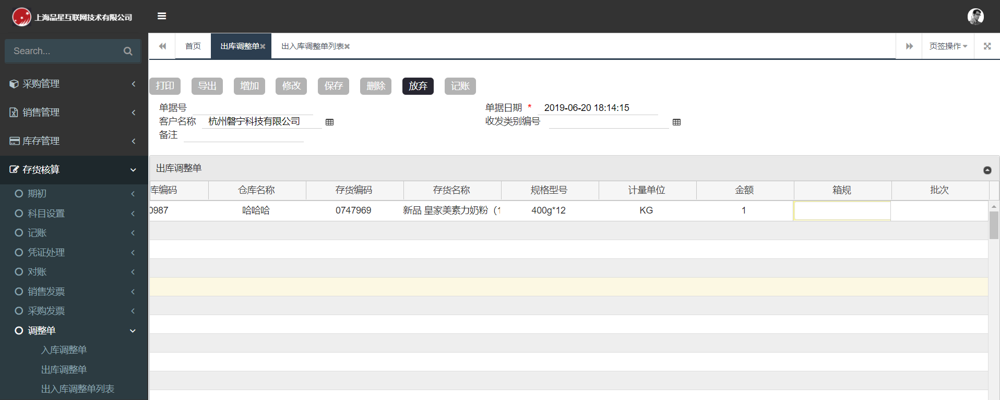 上海品星互联网技术有限公司
Search...
采购管理
销售管理
库存管理
存货核算
期初
科目设置
记账
凭证处理
对账
销售发票
采购发票
调整单
入库调整单
出库调整单
出入库调整单列表
首页 出库调整单 出入库调整单列表 页签操作
打印 导出 增加 修改 保存 删除 放弃 记账
单据号 单据日期 * 2019-06-20 18:14:15
客户名称 杭州磐宁科技有限公司 收发类别编号
备注
出库调整单
库编码 仓库名称 存货编码 存货名称 规格型号 计量单位 金额 箱规 批次
0987 哈哈哈 0747969 新品 皇家美素力奶粉（1 400g*12 KG 1